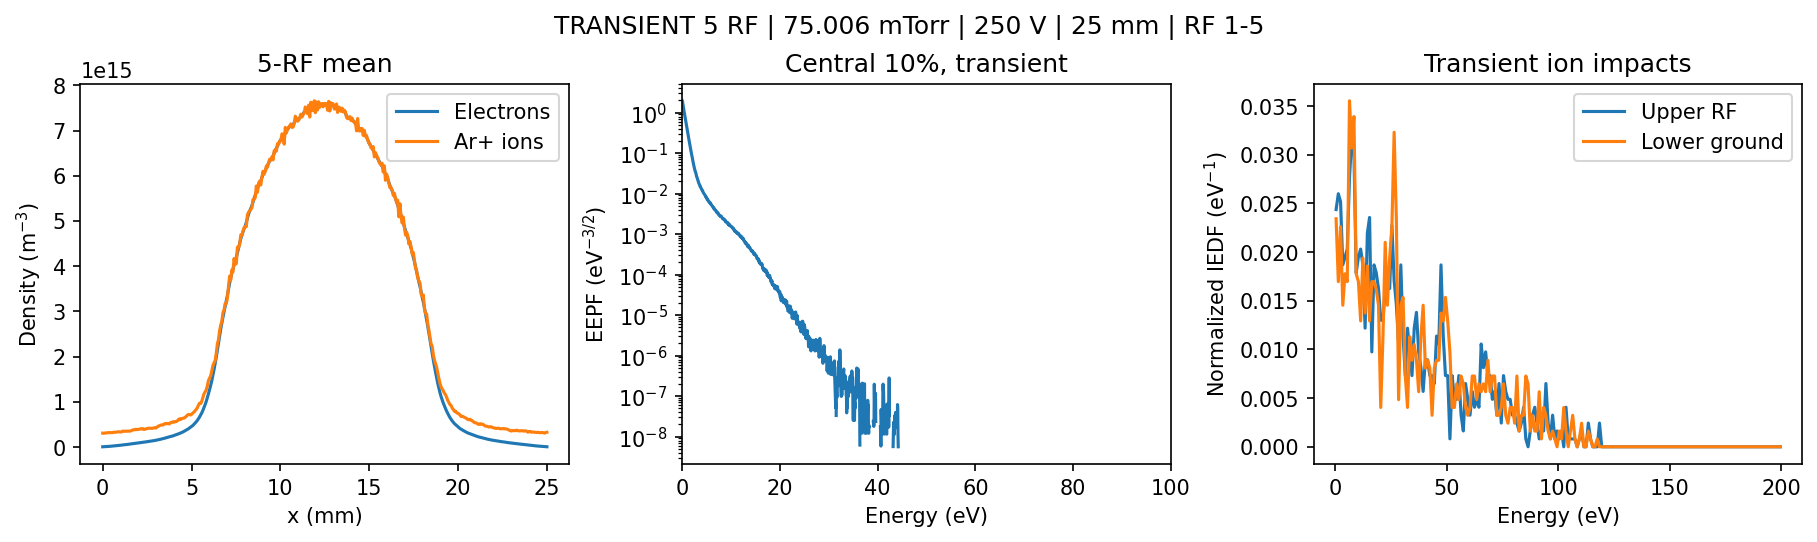 TRANSIENT 5 RF | 75.006 mTorr | 250 V | 25 mm | RF 1-5
5-RF mean
1e15
Density (m⁻³)
8
7
6
5
4
3
2
1
0
Electrons
Ar+ ions
0 5 10 15 20 25
x (mm)
Central 10%, transient
EEPF (eV⁻³/²)
10⁰
10⁻¹
10⁻²
10⁻³
10⁻⁴
10⁻⁵
10⁻⁶
10⁻⁷
10⁻⁸
0 20 40 60 80 100
Energy (eV)
Transient ion impacts
Normalized IEDF (eV⁻¹)
0.035
0.030
0.025
0.020
0.015
0.010
0.005
0.000
Upper RF
Lower ground
0 50 100 150 200
Energy (eV)